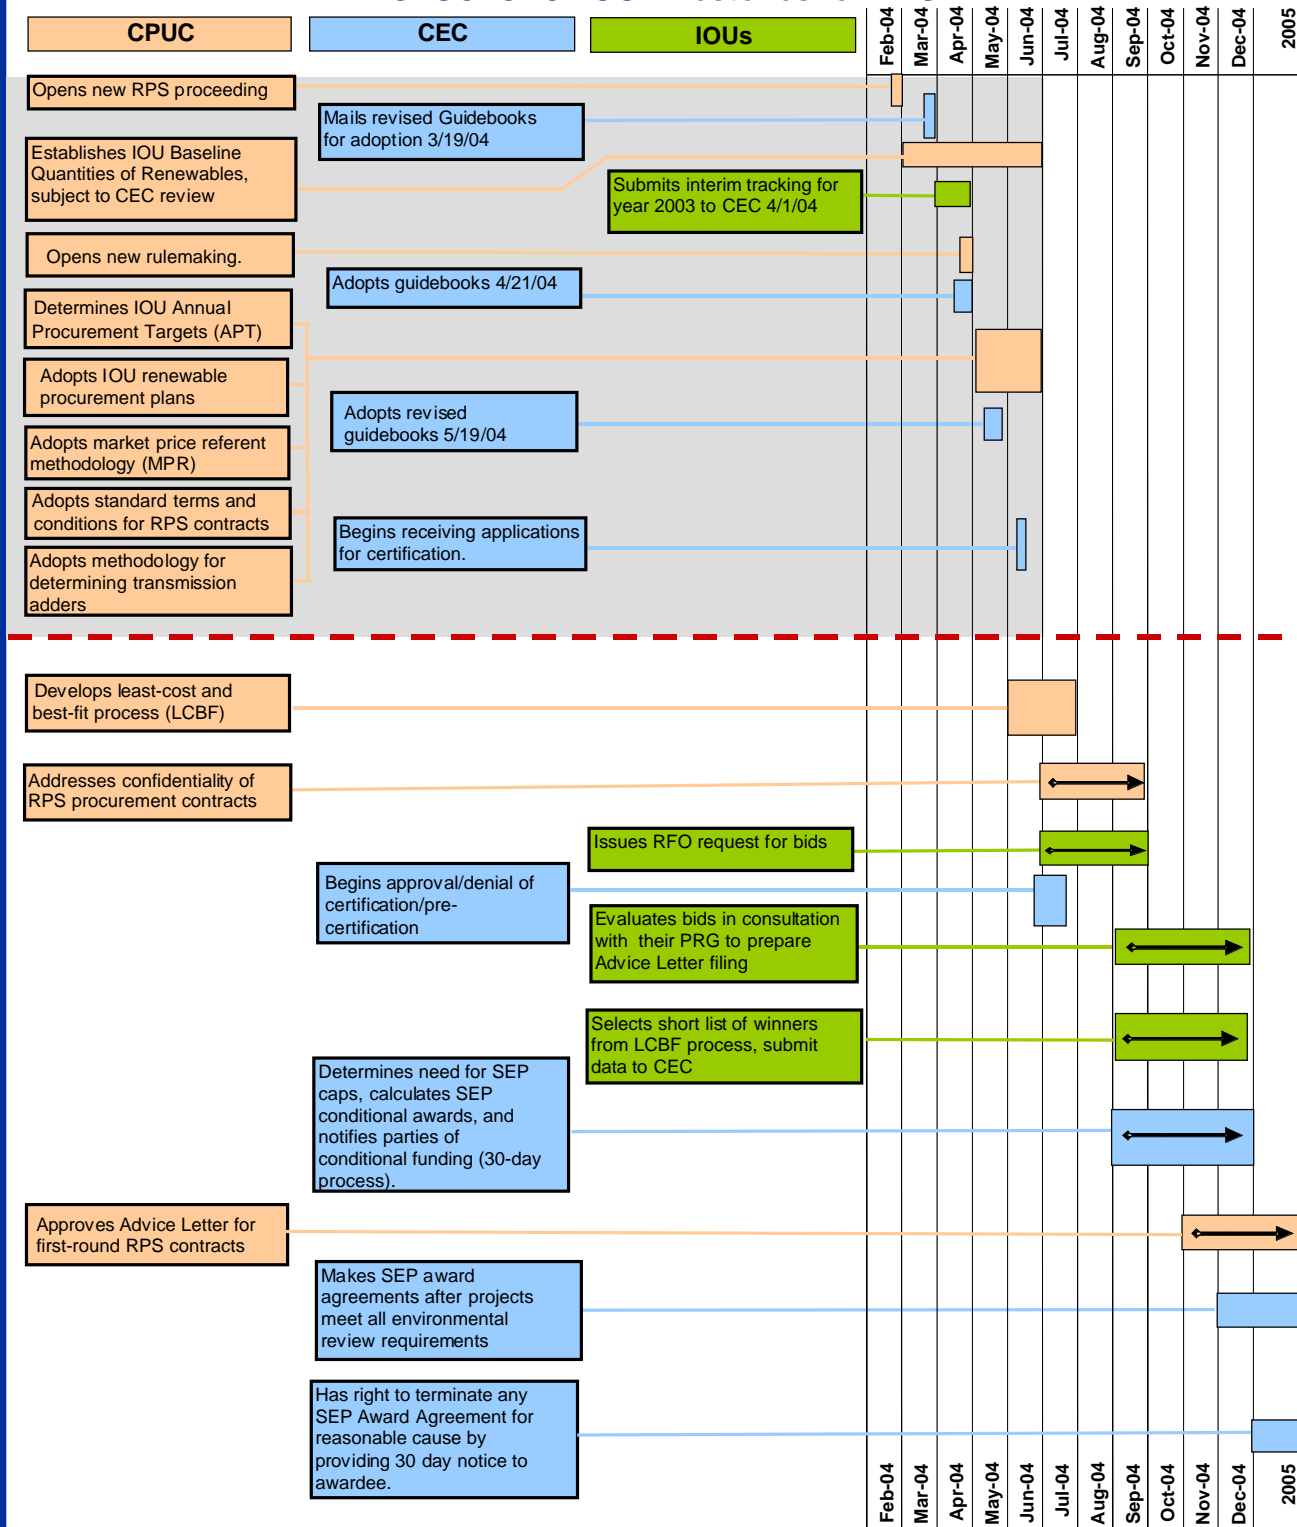 CPUC
CEC
IOUs
Feb-04
Mar-04
Apr-04
May-04
Jun-04
Jul-04
Aug-04
Sep-04
Oct-04
Nov-04
Dec-04
2005
Opens new RPS proceeding
Mails revised Guidebooks
for adoption 3/19/04
Establishes IOU Baseline
Quantities of Renewables,
subject to CEC review
Submits interim tracking for
year 2003 to CEC 4/1/04
Opens new rulemaking.
Adopts guidebooks 4/21/04
Determines IOU Annual
Procurement Targets (APT)
Adopts IOU renewable
procurement plans
Adopts revised
guidebooks 5/19/04
Adopts market price referent
methodology (MPR)
Adopts standard terms and
conditions for RPS contracts
Begins receiving applications
for certification.
Adopts methodology for
determining transmission
adders
Develops least-cost and
best-fit process (LCBF)
Addresses confidentiality of
RPS procurement contracts
Issues RFO request for bids
Begins approval/denial of
certification/pre-
certification
Evaluates bids in consultation
with their PRG to prepare
Advice Letter filing
Selects short list of winners
from LCBF process, submit
data to CEC
Determines need for SEP
caps, calculates SEP
conditional awards, and
notifies parties of
conditional funding (30-day
process).
Approves Advice Letter for
first-round RPS contracts
Makes SEP award
agreements after projects
meet all environmental
review requirements
Has right to terminate any
SEP Award Agreement for
reasonable cause by
providing 30 day notice to
awardee.
Feb-04
Mar-04
Apr-04
May-04
Jun-04
Jul-04
Aug-04
Sep-04
Oct-04
Nov-04
Dec-04
2005